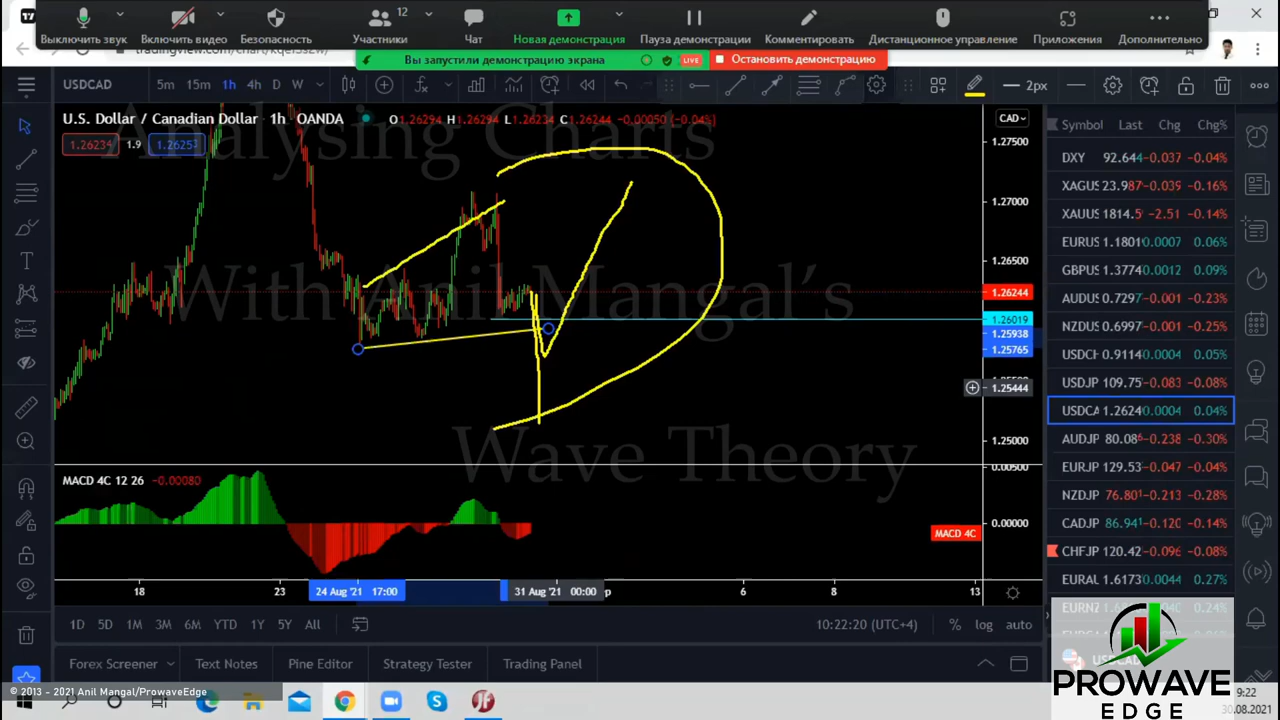 12
Выключить звук Включить видео Безопасность Участники Чат Новая демонстрация Пауза демонстрации Комментировать Дистанционное управление Приложения Дополнительно
Вы запустили демонстрацию экрана LIVE Остановить демонстрацию
USDCAD 5m 15m 1h 4h D W 2px
U.S. Dollar / Canadian Dollar · 1h · OANDA O1.26294 H1.26294 L1.26234 C1.26244 -0.00050 (-0.04%) CAD
1.26234 1.9 1.2625
Analysing Charts
With Anil Mangal's
Wave Theory
1.27500
1.27000
1.26500
1.26244
1.26019
1.25938
1.25765
1.25444
1.25000
0.00500
0.00000
MACD 4C 12 26 -0.00080
MACD 4C
Symbol Last Chg Chg%
DXY 92.644 -0.037 -0.04%
XAGUS 23.987 -0.039 -0.16%
XAUUS 1814.5 -2.51 -0.14%
EURUS 1.1801 0.0007 0.06%
GBPUS 1.3774 0.0012 0.09%
AUDUS 0.7297 -0.001 -0.01%
NZDUS 0.6997 -0.001 -0.25%
USDCH 0.9114 0.0004 0.05%
USDJP 109.75 -0.083 -0.08%
USDCA 1.2624 0.0004 0.04%
AUDJP 80.08 -0.238 -0.30%
EURJP 129.53 -0.047 -0.04%
NZDJP 76.80 -0.213 -0.28%
CADJP 86.94 -0.120 -0.14%
CHFJP 120.42 -0.096 -0.08%
EURAU 1.6173 0.0044 0.27%
EURNZ 0.24%
18 23 24 Aug '21 17:00 31 Aug '21 00:00 6 8 13
1D 5D 1M 3M 6M YTD 1Y 5Y All 10:22:20 (UTC+4) % log auto
Forex Screener Text Notes Pine Editor Strategy Tester Trading Panel
© 2013 - 2021 Anil Mangal/ProwaveEdge
PROWAVE
EDGE
9:22
30.08.2021